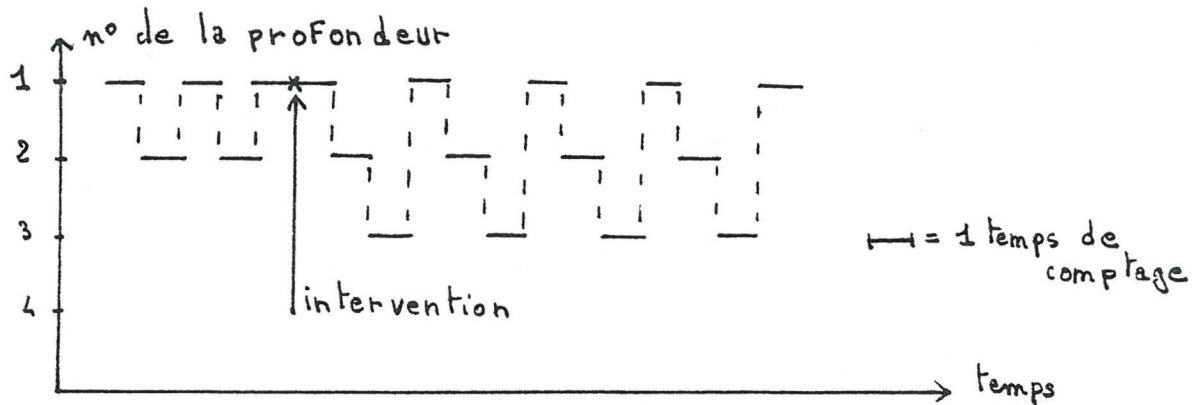 n° de la profondeur
1
2
3
4
intervention
= 1 temps de
comptage
temps